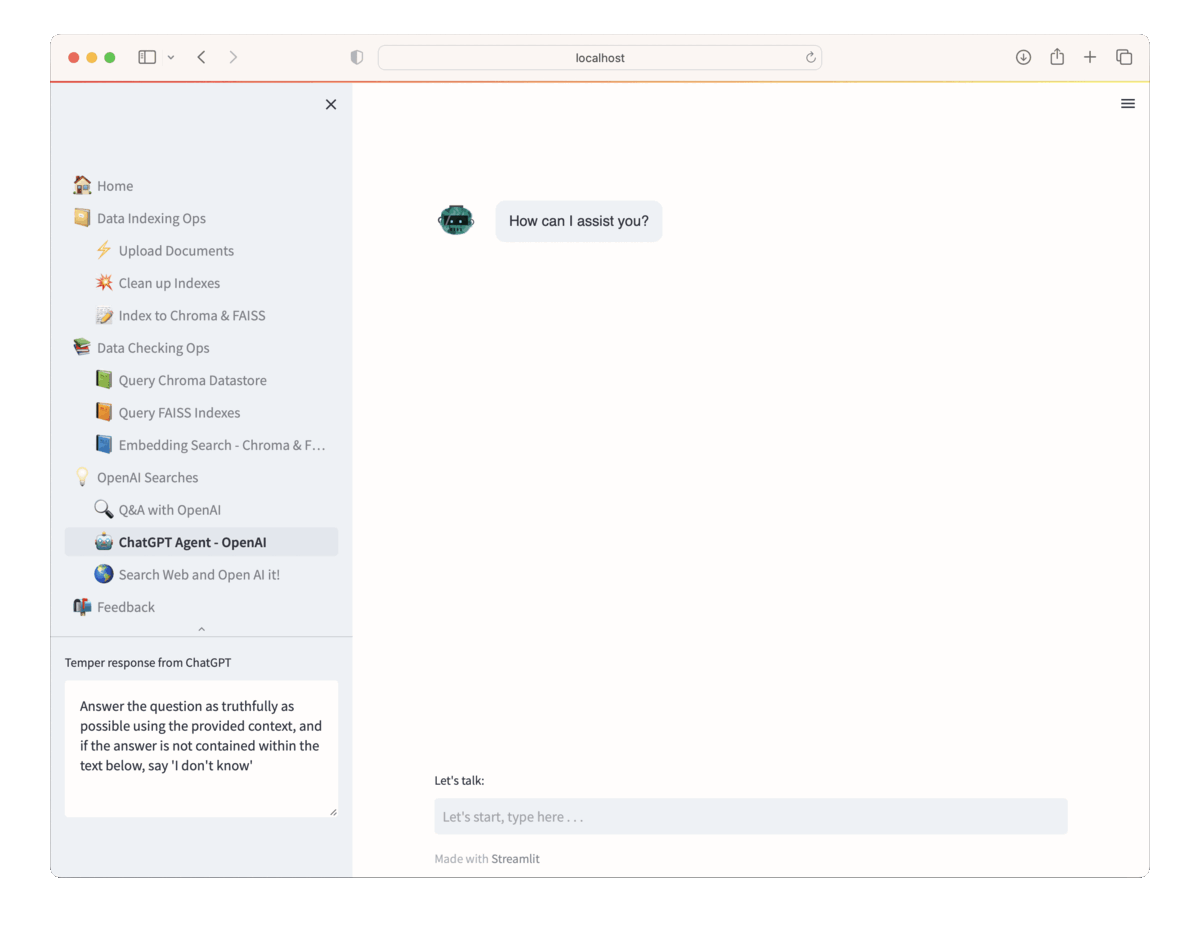 localhost
Home
Data Indexing Ops
Upload Documents
Clean up Indexes
Index to Chroma & FAISS
Data Checking Ops
Query Chroma Datastore
Query FAISS Indexes
Embedding Search - Chroma & F...
OpenAI Searches
Q&A with OpenAI
ChatGPT Agent - OpenAI
Search Web and Open AI it!
Feedback
Temper response from ChatGPT
Answer the question as truthfully as
possible using the provided context, and
if the answer is not contained within the
text below, say 'I don't know'
How can I assist you?
Let's talk:
Let's start, type here . . .
Made with Streamlit